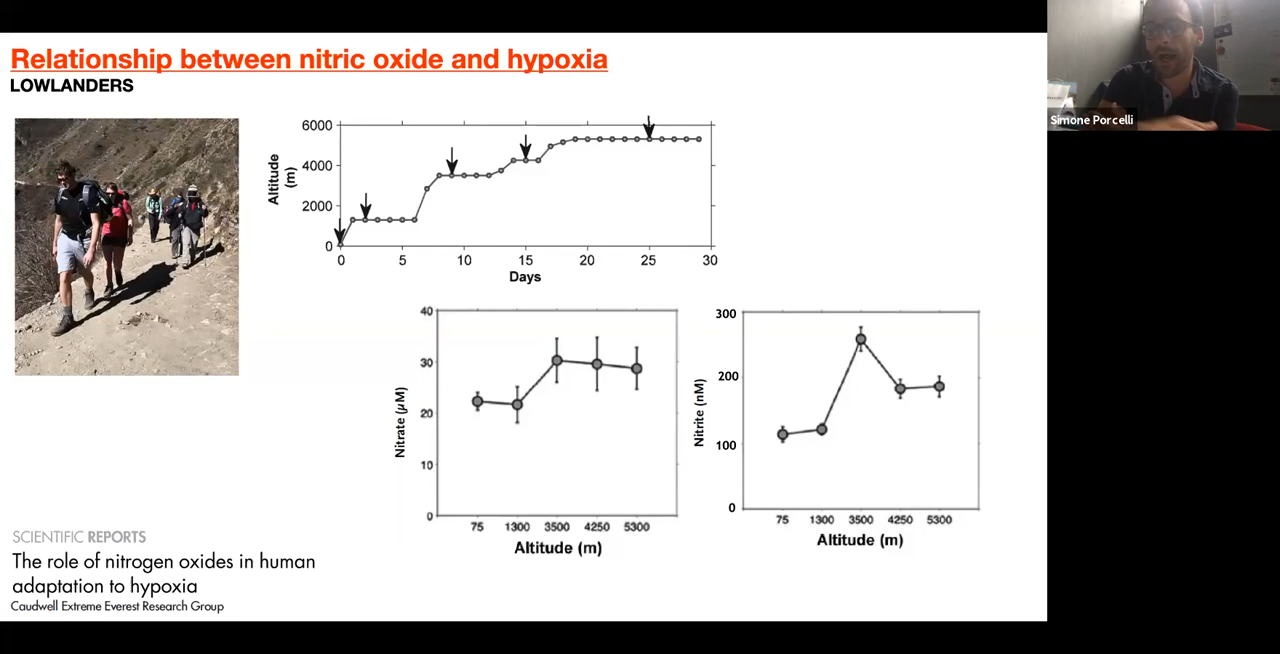 Relationship between nitric oxide and hypoxia
LOWLANDERS
Simone Porcelli
6000
4000
2000
0
Altitude
(m)
0 5 10 15 20 25 30
Days
40
30
20
10
0
Nitrate (µM)
75 1300 3500 4250 5300
Altitude (m)
300
200
100
0
Nitrite (nM)
75 1300 3500 4250 5300
Altitude (m)
SCIENTIFIC REPORTS
The role of nitrogen oxides in human
adaptation to hypoxia
Caudwell Extreme Everest Research Group